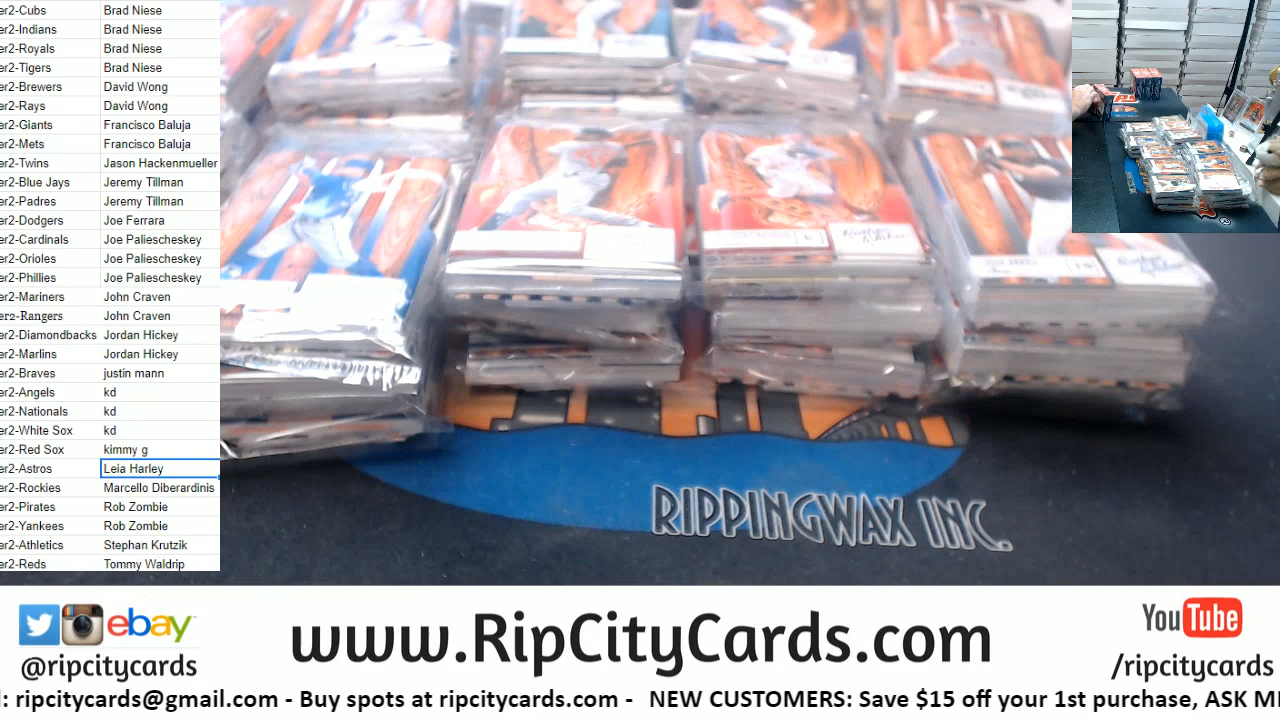 er2-Cubs Brad Niese
er2-Indians Brad Niese
er2-Royals Brad Niese
er2-Tigers Brad Niese
er2-Brewers David Wong
er2-Rays David Wong
er2-Giants Francisco Baluja
er2-Mets Francisco Baluja
er2-Twins Jason Hackenmueller
er2-Blue Jays Jeremy Tillman
er2-Padres Jeremy Tillman
er2-Dodgers Joe Ferrara
er2-Cardinals Joe Paliescheskey
er2-Orioles Joe Paliescheskey
er2-Phillies Joe Paliescheskey
er2-Mariners John Craven
er2-Rangers John Craven
er2-Diamondbacks Jordan Hickey
er2-Marlins Jordan Hickey
er2-Braves justin mann
er2-Angels kd
er2-Nationals kd
er2-White Sox kd
er2-Red Sox kimmy g
er2-Astros Leia Harley
er2-Rockies Marcello Diberardinis
er2-Pirates Rob Zombie
er2-Yankees Rob Zombie
er2-Athletics Stephan Krutzik
er2-Reds Tommy Waldrip
RIPPINGWAX INC.
ebay
@ripcitycards
www.RipCityCards.com
YouTube
/ripcitycards
: ripcitycards@gmail.com - Buy spots at ripcitycards.com - NEW CUSTOMERS: Save $15 off your 1st purchase, ASK M